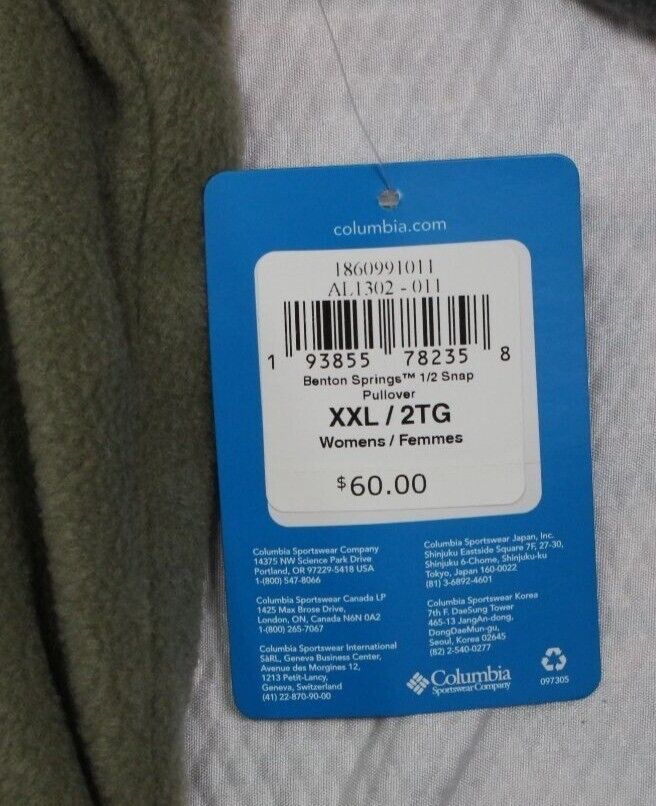 columbia.com
1860991011
AL1302 - 011
1 93855 78235 8
Benton Springs™ 1/2 Snap
Pullover
XXL / 2TG
Womens / Femmes
$60.00
Columbia Sportswear Company
14375 NW Science Park Drive
Portland, OR 97229-5418 USA
1-(800) 547-8066
Columbia Sportswear Canada LP
1425 Max Brose Drive,
London, ON, Canada N6N 0A2
1-(800) 265-7067
Columbia Sportswear International
SàRL, Geneva Business Center,
Avenue des Morgines 12,
1213 Petit-Lancy,
Geneva, Switzerland
(41) 22-870-90-00
Columbia Sportswear Japan, Inc.
Shinjuku Eastside Square 7F, 27-30,
Shinjuku 6-Chome, Shinjuku-ku
Tokyo, Japan 160-0022
(81) 3-6892-4601
Columbia Sportswear Korea
7th F. DaeSung Tower
465-13 JangAn-dong,
DongDaeMun-gu,
Seoul, Korea 02645
(82) 2-540-0277
Columbia
Sportswear Company
097305